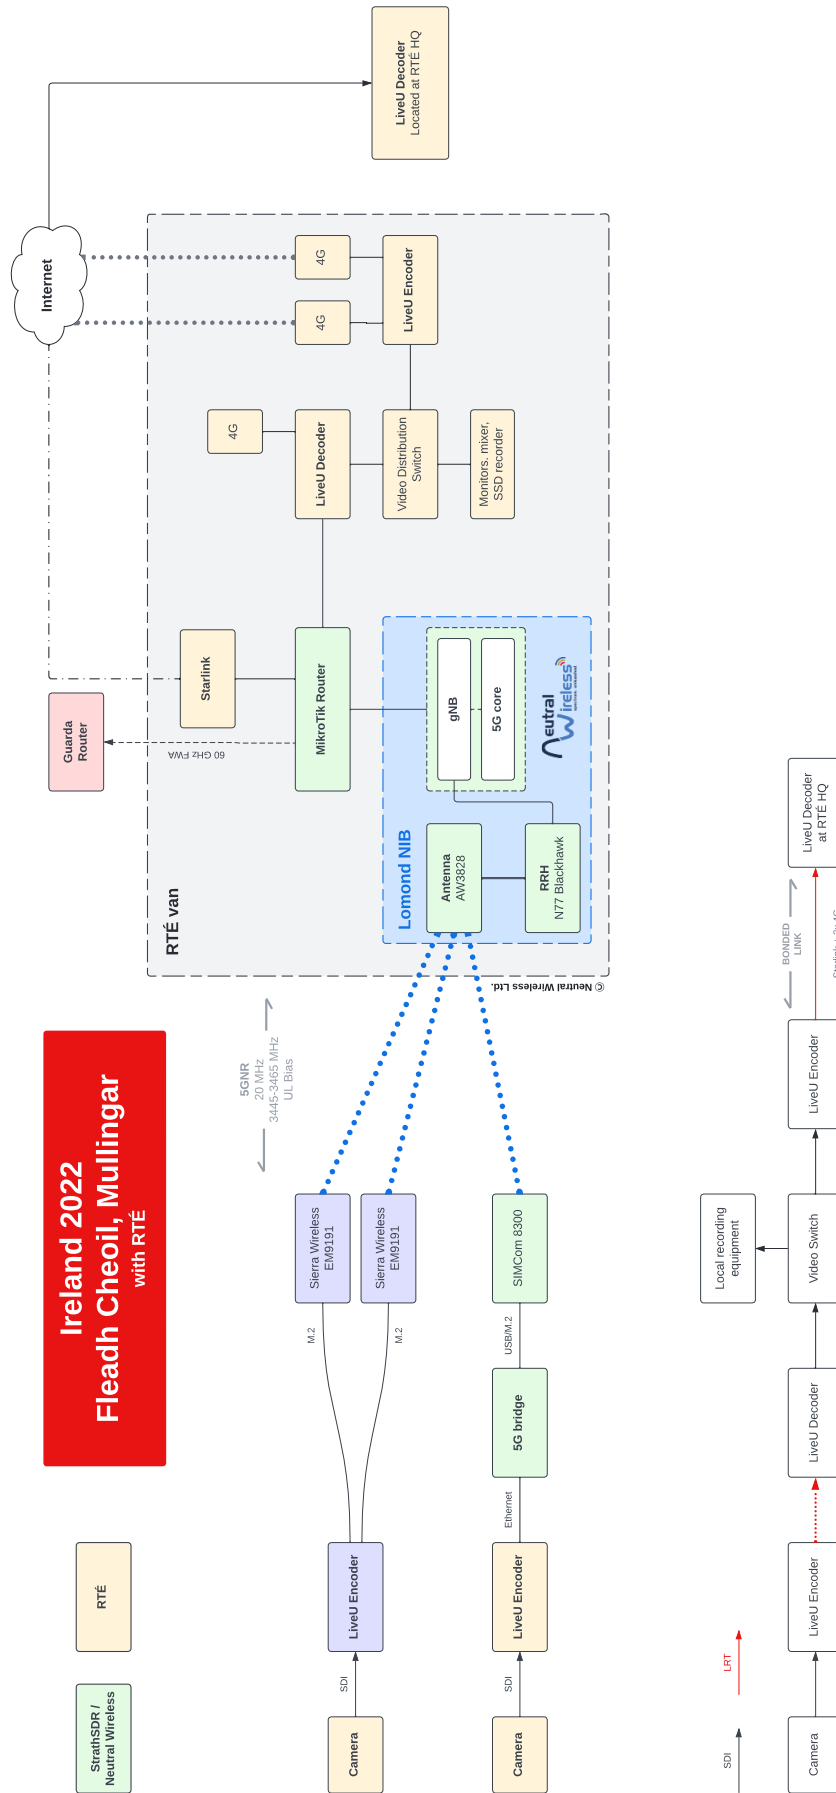 Ireland 2022
Fleadh Cheoil, Mullingar
with RTÉ
StrathSDR /
Neutral Wireless
RTÉ
Guarda
Router
Internet
LiveU Decoder
Located at RTÉ HQ
RTÉ van
60 GHz FWA
Starlink
4G
4G
4G
MikroTik Router
LiveU Decoder
LiveU Encoder
Video Distribution
Switch
Monitors. mixer,
SSD recorder
Lomond NIB
Antenna
AW3828
RRH
N77 Blackhawk
gNB
5G core
Neutral
Wireless
© Neutral Wireless Ltd.
5GNR
20 MHz
3445-3465 MHz
UL Bias
Camera
SDI
LiveU Encoder
M.2
M.2
Sierra Wireless
EM9191
Sierra Wireless
EM9191
Camera
SDI
LiveU Encoder
Ethernet
5G bridge
USB/M.2
SIMCom 8300
SDI
LRT
Local recording
equipment
BONDED
LINK
Camera
LiveU Encoder
LiveU Decoder
Video Switch
LiveU Encoder
LiveU Decoder
at RTÉ HQ